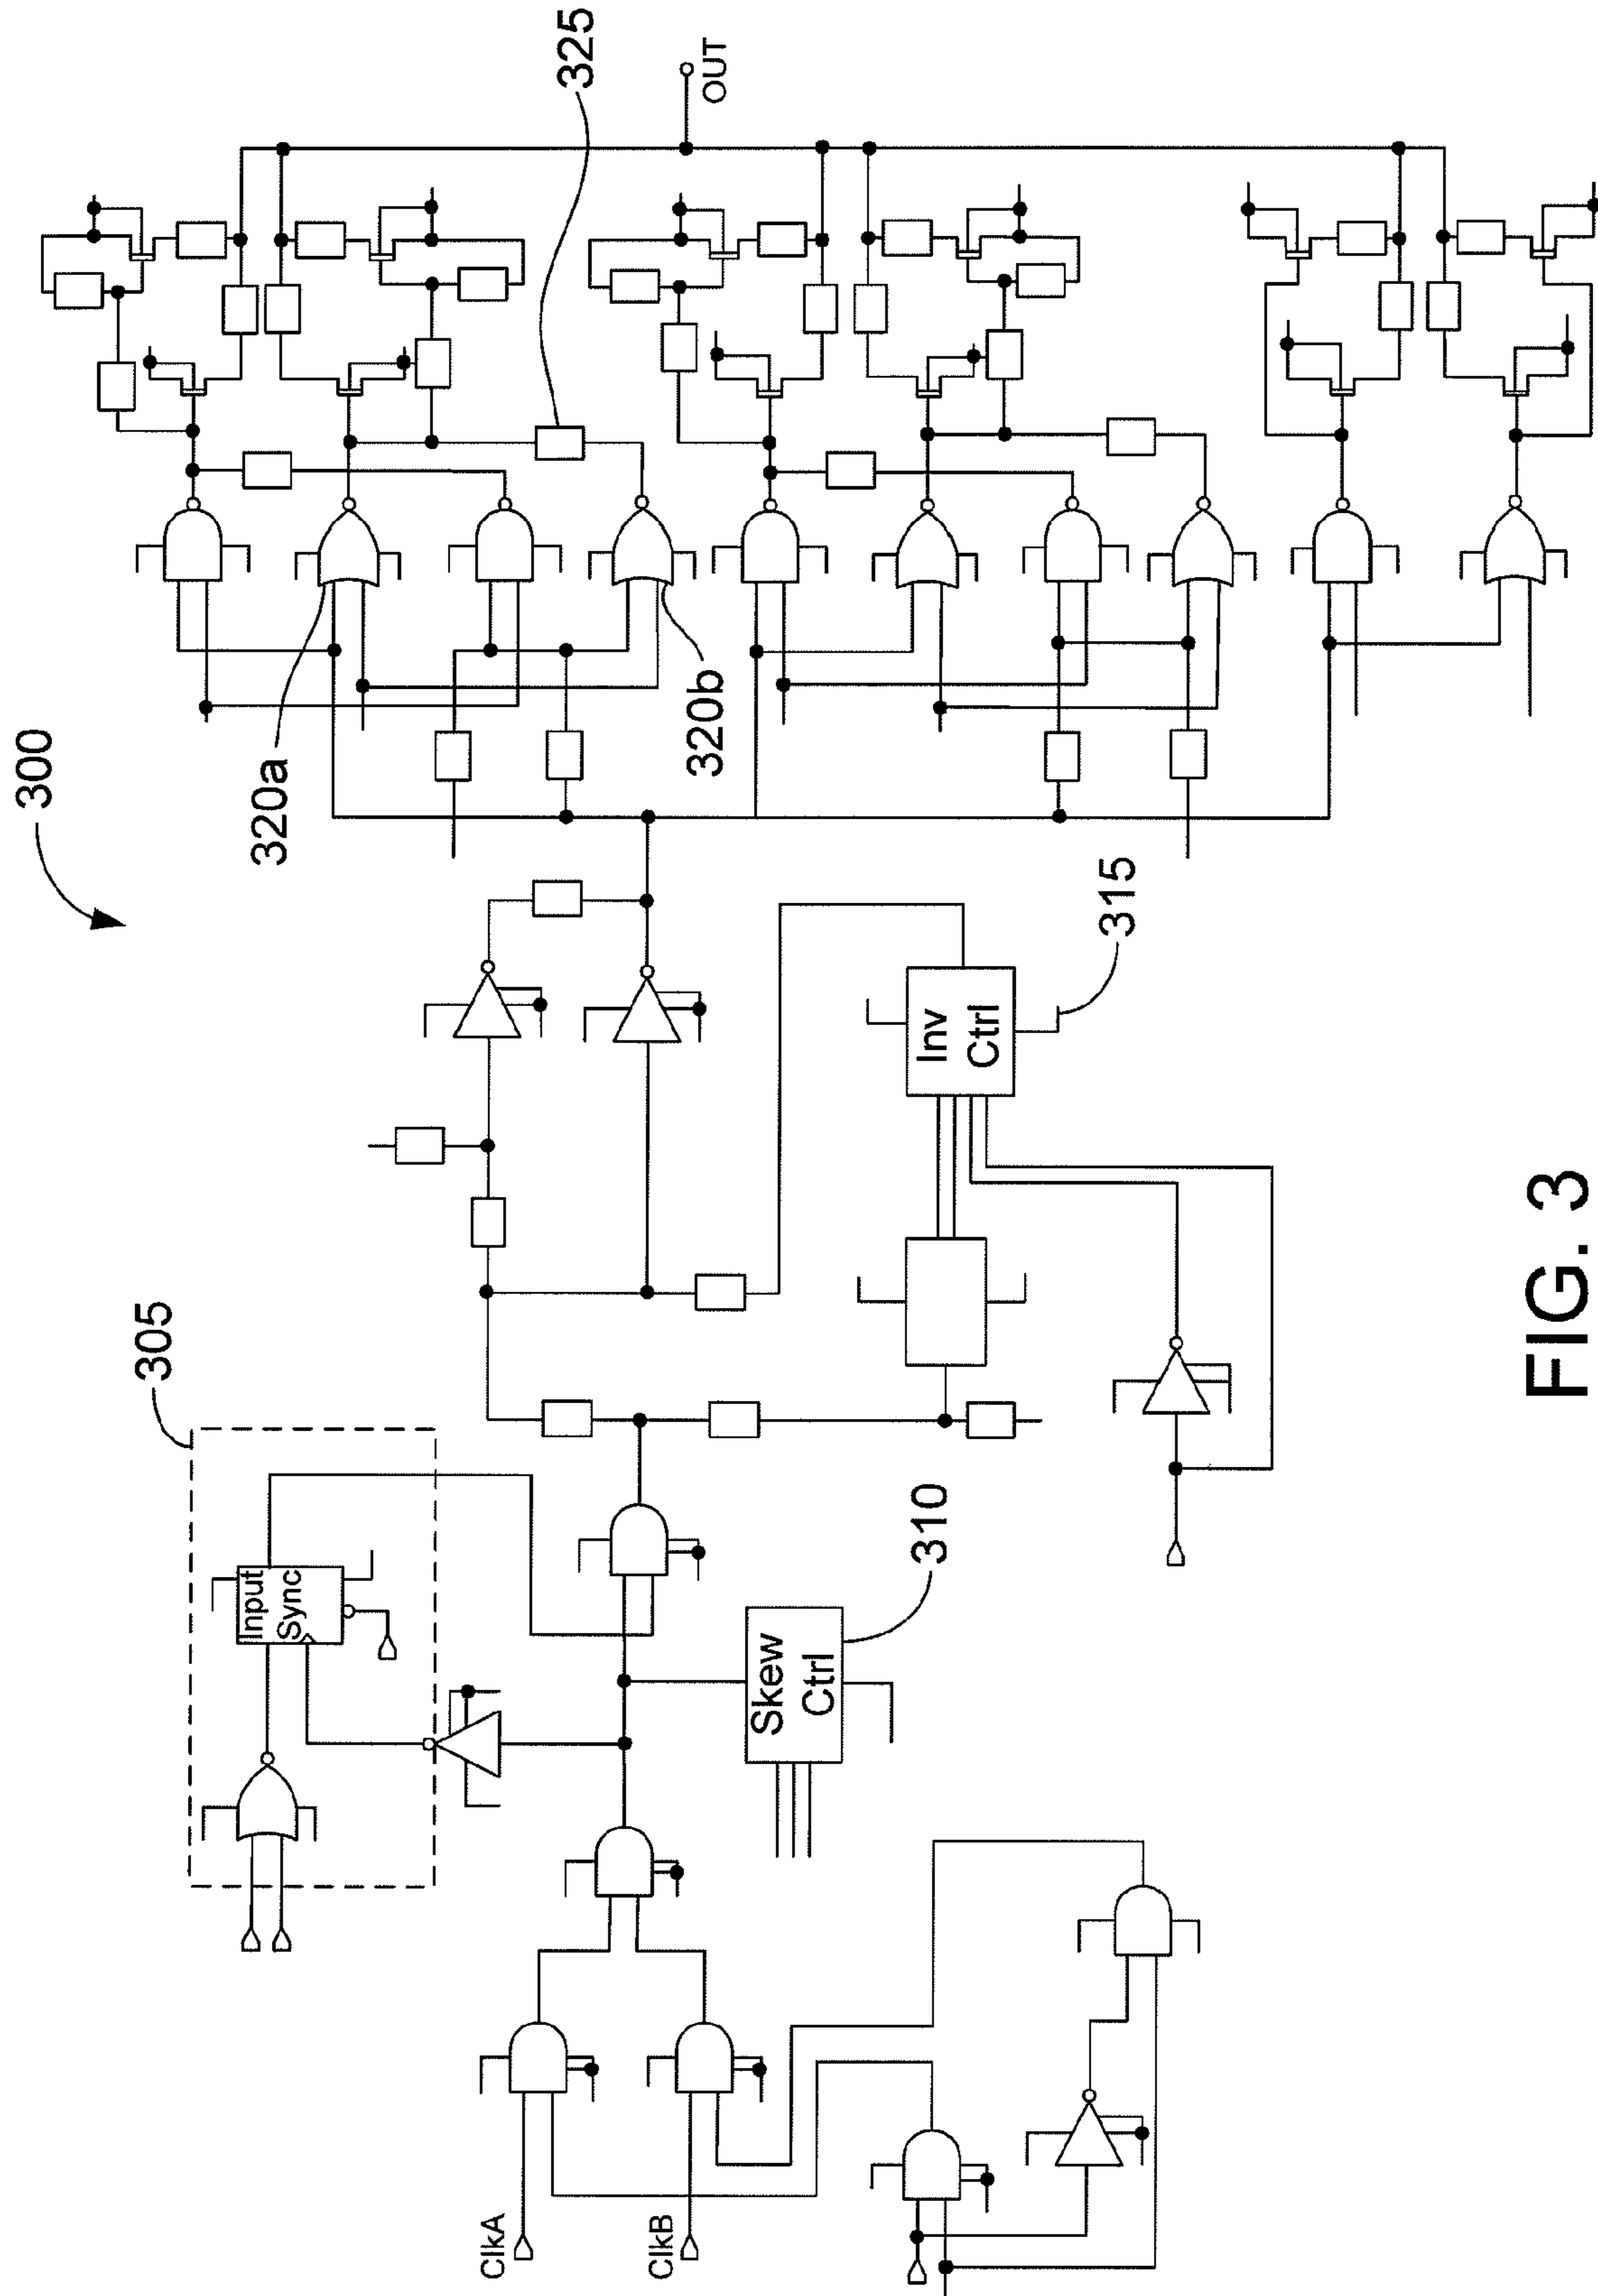 300
305
ClkA
ClkB
Input
Sync
Skew
Ctrl
310
Inv
Ctrl
315
320a
320b
325
OUT
FIG. 3